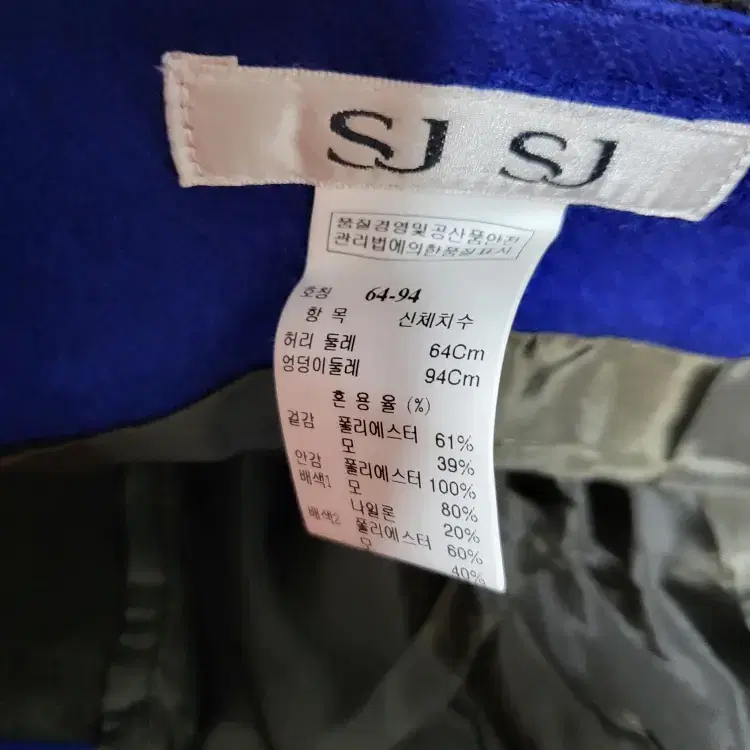 SJ SJ
품질경영및공산품안전
관리법에의한품질표시
호칭 64-94
항목 신체치수
허리 둘레 64Cm
엉덩이둘레 94Cm
혼 용 율 (%)
겉감 폴리에스터 61%
모 39%
안감 폴리에스터 100%
배색1 모 80%
나일론 20%
배색2 폴리에스터 60%
모 40%